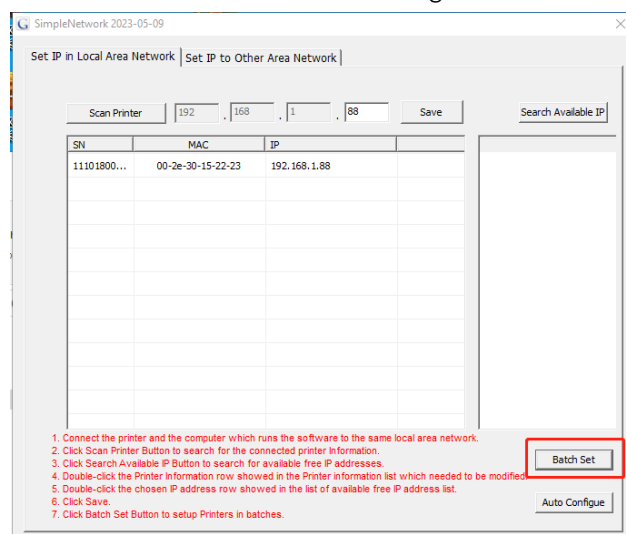 SimpleNetwork 2023-05-09
Set IP in Local Area Network Set IP to Other Area Network
Scan Printer 192 . 168 . 1 . 88 Save Search Available IP
SN MAC IP
11101800... 00-2e-30-15-22-23 192.168.1.88
1. Connect the printer and the computer which runs the software to the same local area network.
2. Click Scan Printer Button to search for the connected printer Information.
3. Click Search Available IP Button to search for available free IP addresses.
4. Double-click the Printer Information row showed in the Printer information list which needed to be modified.
5. Double-click the chosen IP address row showed in the list of available free IP address list.
6. Click Save.
7. Click Batch Set Button to setup Printers in batches.
Batch Set
Auto Configue